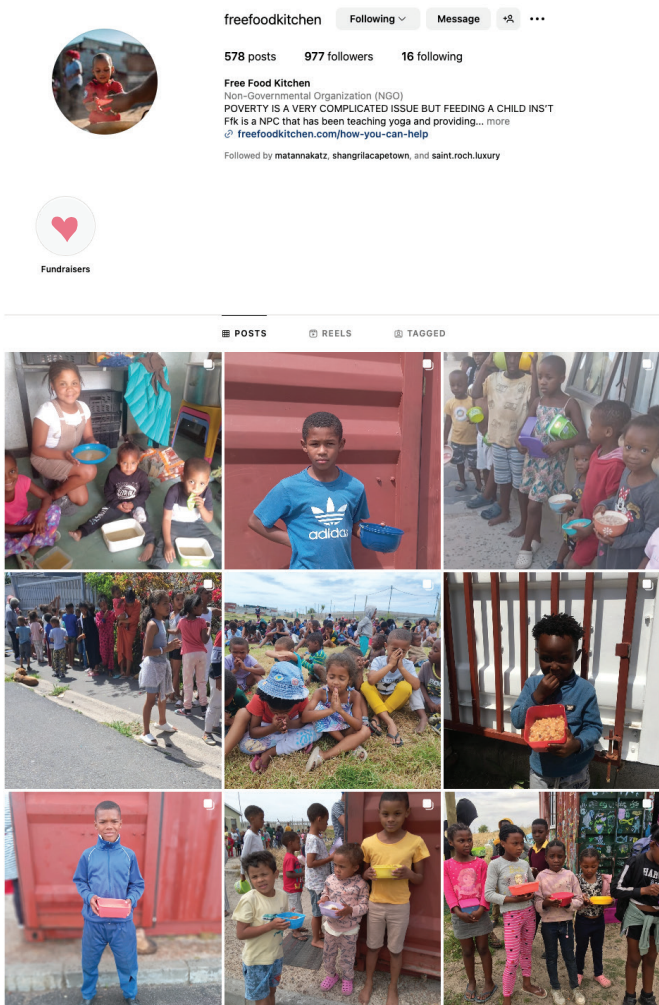 freefoodkitchen Following Message
578 posts 977 followers 16 following
Free Food Kitchen
Non-Governmental Organization (NGO)
POVERTY IS A VERY COMPLICATED ISSUE BUT FEEDING A CHILD INS'T
Ffk is a NPC that has been teaching yoga and providing... more
freefoodkitchen.com/how-you-can-help
Followed by matannakatz, shangrilacapetown, and saint.roch.luxury
Fundraisers
POSTS REELS TAGGED
adidas